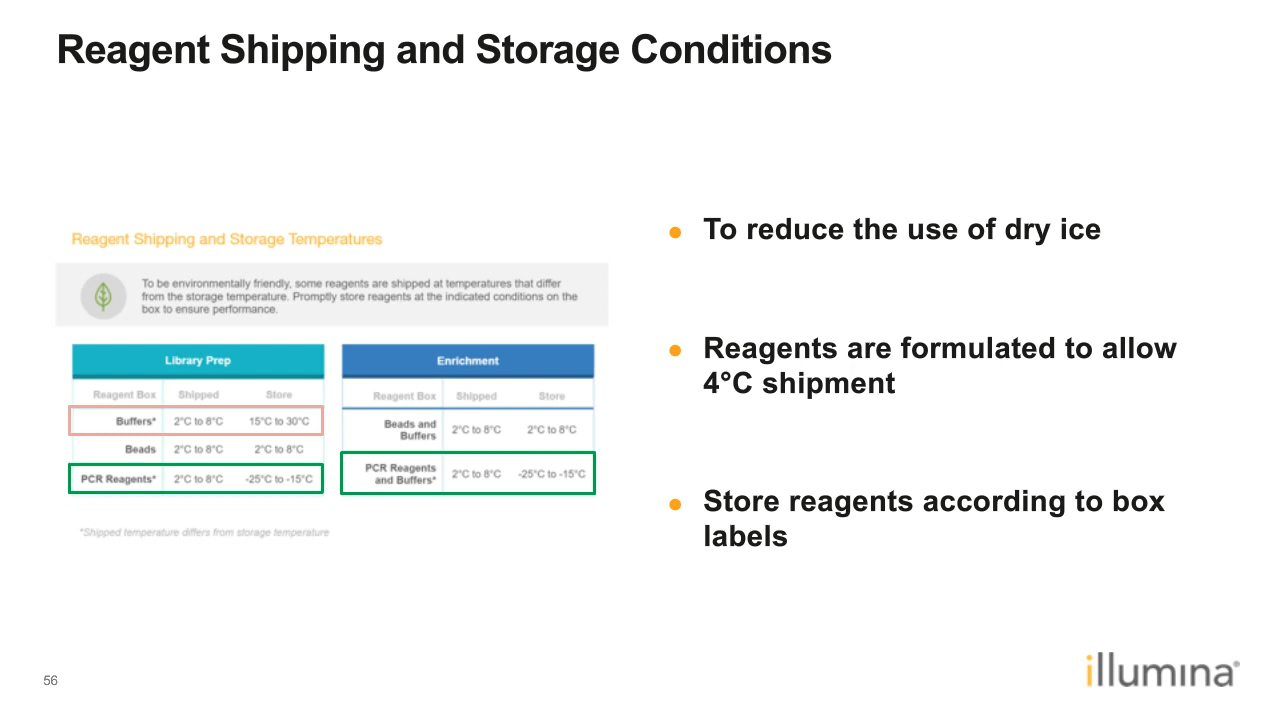 Reagent Shipping and Storage Conditions
Reagent Shipping and Storage Temperatures
To be environmentally friendly, some reagents are shipped at temperatures that differ
from the storage temperature. Promptly store reagents at the indicated conditions on the
box to ensure performance.
Library Prep
Reagent Box Shipped Store
Buffers* 2°C to 8°C 15°C to 30°C
Beads 2°C to 8°C 2°C to 8°C
PCR Reagents* 2°C to 8°C -25°C to -15°C
Enrichment
Reagent Box Shipped Store
Beads and
Buffers 2°C to 8°C 2°C to 8°C
PCR Reagents
and Buffers* 2°C to 8°C -25°C to -15°C
*Shipped temperature differs from storage temperature
To reduce the use of dry ice
Reagents are formulated to allow
4°C shipment
Store reagents according to box
labels
56
illumina®